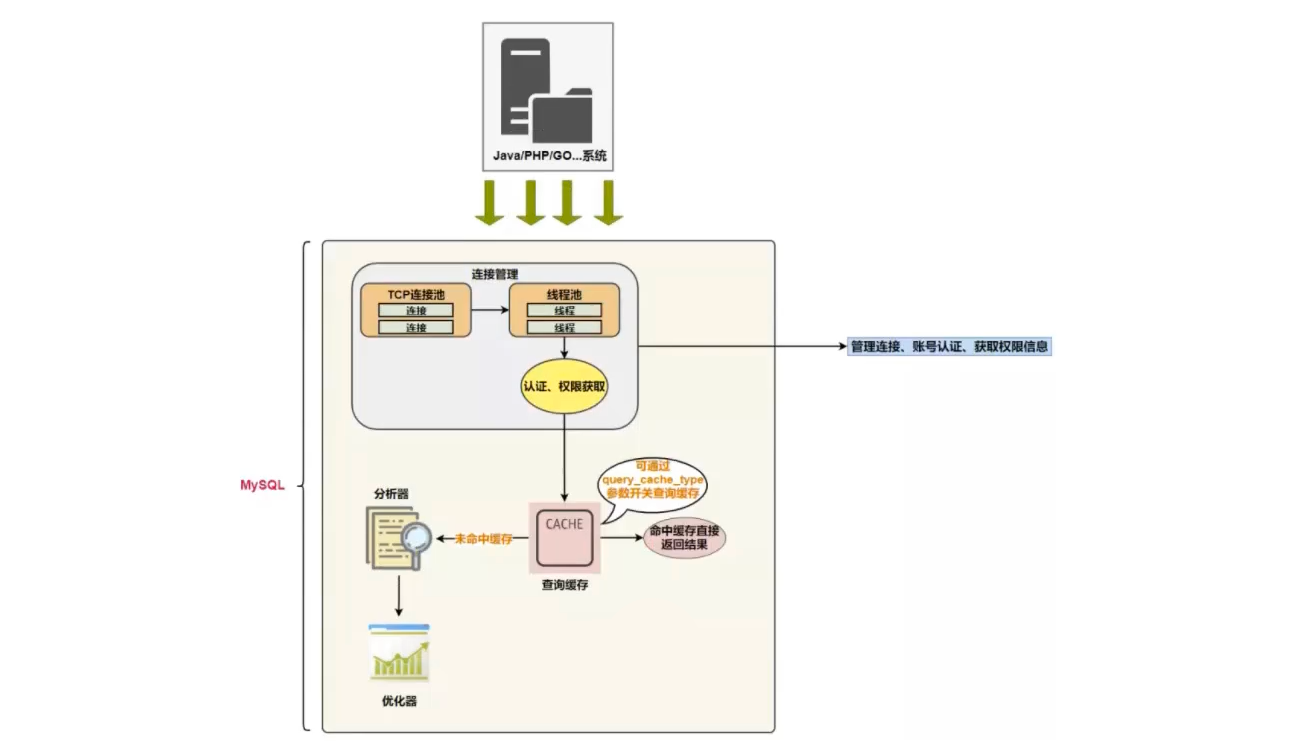 Java/PHP/GO...系统
连接管理
TCP连接池
连接
连接
线程池
线程
线程
管理连接、账号认证、获取权限信息
认证、权限获取
MySQL
可通过
query_cache_type
参数开关查询缓存
分析器
CACHE
未命中缓存
命中缓存直接
返回结果
查询缓存
优化器